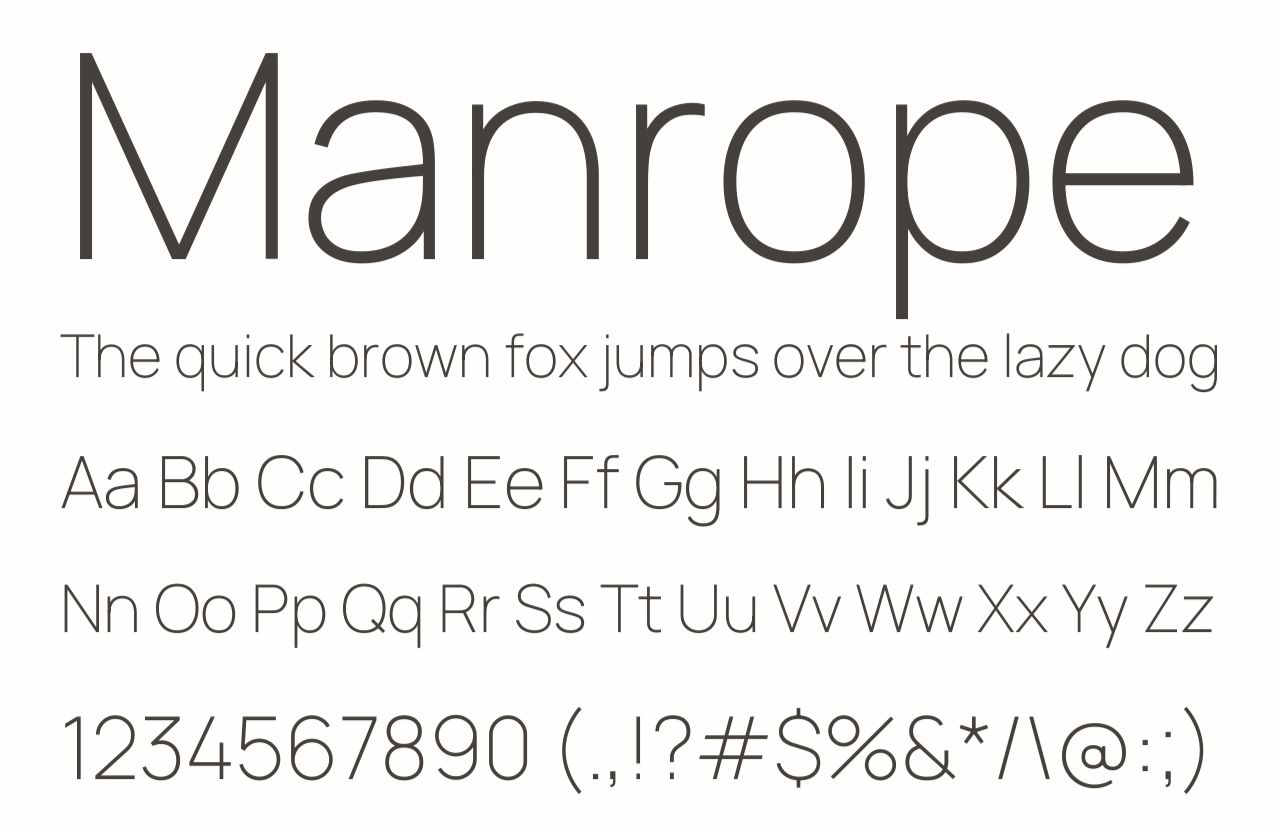 Manrope
The quick brown fox jumps over the lazy dog
Aa Bb Cc Dd Ee Ff Gg Hh Ii Jj Kk Ll Mm
Nn Oo Pp Qq Rr Ss Tt Uu Vv Ww Xx Yy Zz
1234567890 (.,!?#$%&*/\@:;)